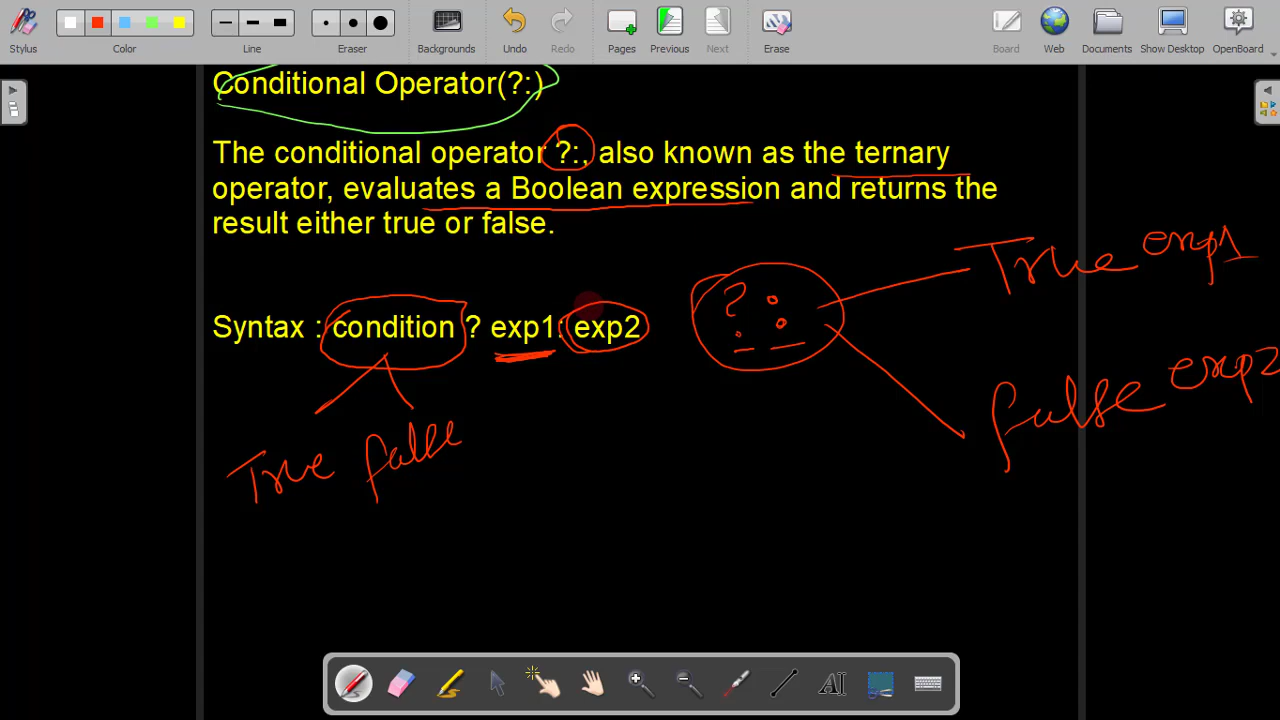 Stylus
Color
Line
Eraser
Backgrounds
Undo
Redo
Pages
Previous
Next
Erase
Board
Web
Documents
Show Desktop
OpenBoard
Conditional Operator(?:)
The conditional operator ?:, also known as the ternary
operator, evaluates a Boolean expression and returns the
result either true or false.
Syntax : condition ? exp1: exp2
? :
True exp1
false exp2
True false